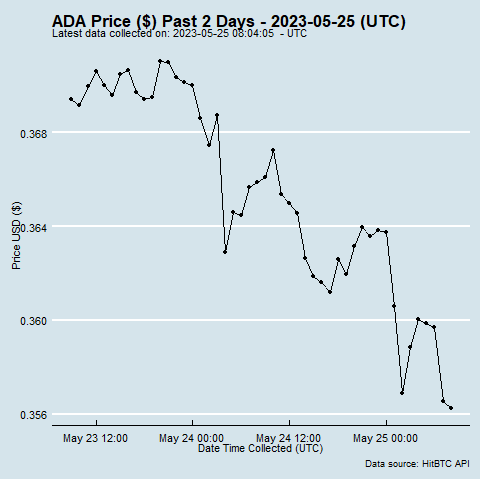 ADA Price ($) Past 2 Days - 2023-05-25 (UTC)
Latest data collected on: 2023-05-25 08:04:05 - UTC
Price USD ($)
0.368
0.364
0.360
0.356
May 23 12:00
May 24 00:00
May 24 12:00
May 25 00:00
Date Time Collected (UTC)
Data source: HitBTC API